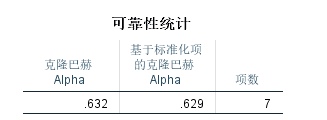 可靠性统计
克隆巴赫 Alpha
基于标准化项
的克隆巴赫
Alpha
项数
.632 .629 7